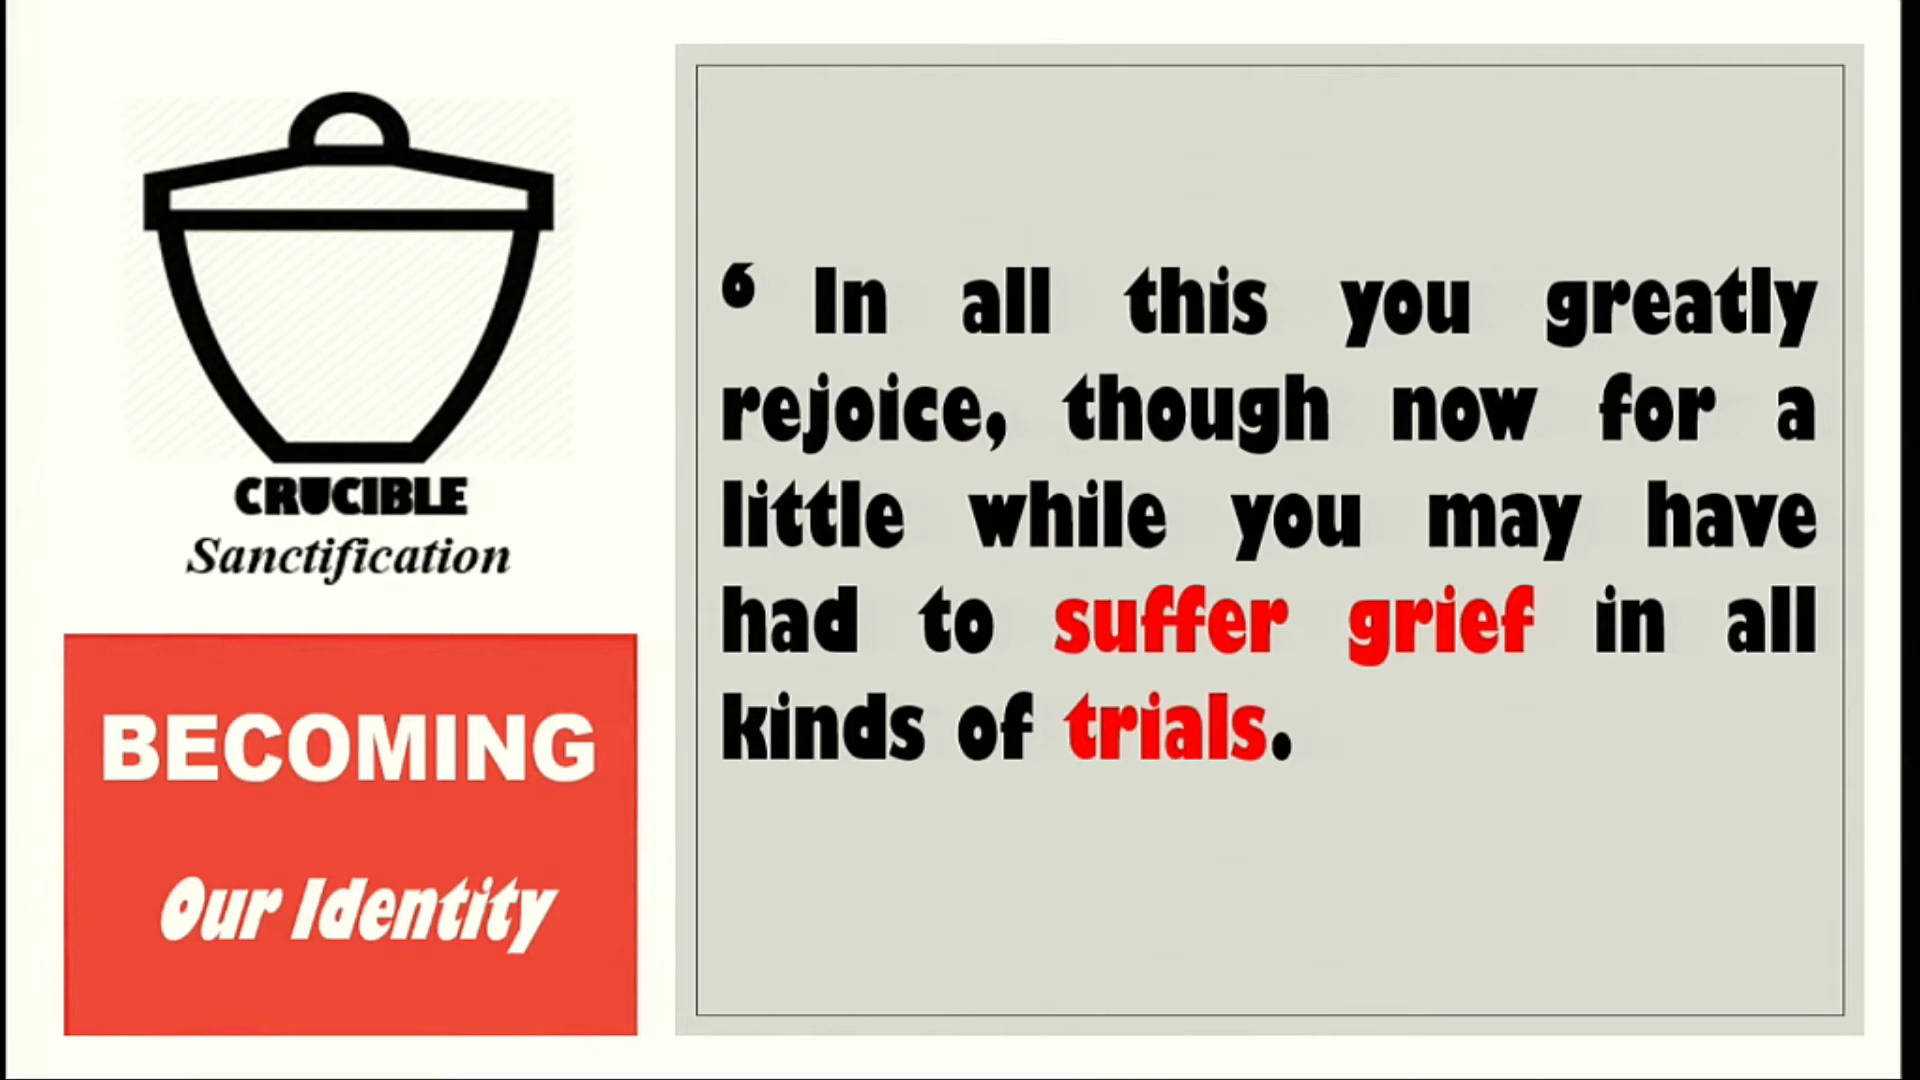 CRUCIBLE
Sanctification
BECOMING
Our Identity
6 In all this you greatly
rejoice, though now for a
little while you may have
had to suffer grief in all
kinds of trials.